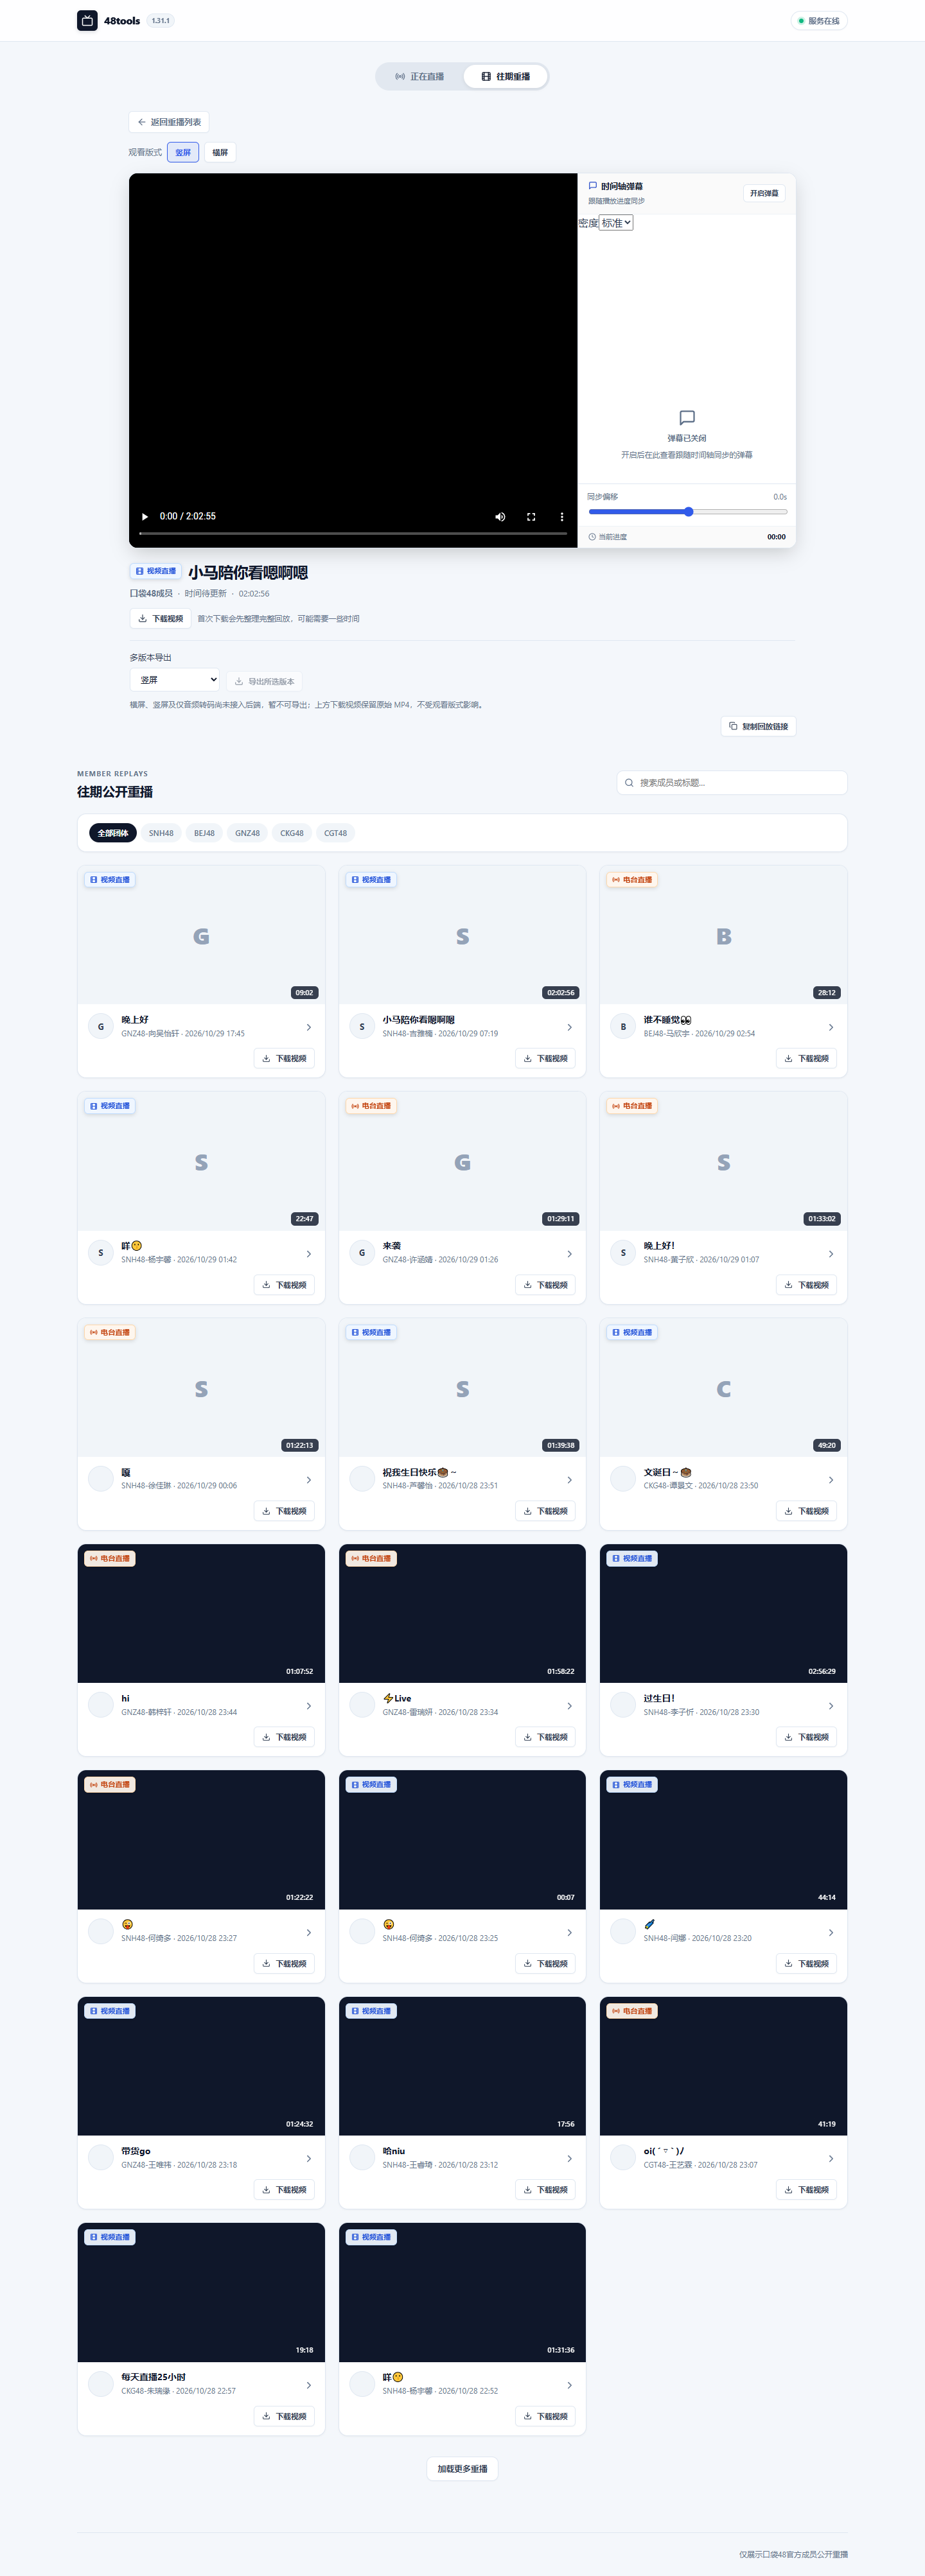 48tools 1.31.1 服务在线
正在直播 往期重播
返回重播列表
观看版式 竖屏 横屏
时间轴弹幕
跟随播放进度同步
开启弹幕
密度 标准
弹幕已关闭
开启后在此查看跟随时间轴同步的弹幕
0:00 / 2:02:55
同步偏移 0.0s
当前进度 00:00
视频直播 小马陪你看嗯啊嗯
口袋48成员 · 时间待更新 · 02:02:56
下载视频 首次下载会先整理完整回放，可能需要一些时间
多版本导出
竖屏 导出所选版本
横屏、竖屏及仅音频转码尚未接入后端，暂不可导出；上方下载视频保留原始 MP4，不受观看版式影响。
复制回放链接
MEMBER REPLAYS
往期公开重播
搜索成员或标题...
全部团体 SNH48 BEJ48 GNZ48 CKG48 CGT48
视频直播 视频直播 电台直播
G S B
09:02 02:02:56 28:12
G 晚上好
GNZ48-向吴怡轩 · 2026/10/29 17:45
下载视频
S 小马陪你看嗯啊嗯
SNH48-言雅楠 · 2026/10/29 07:19
下载视频
B 谁不睡觉👀
BEJ48-马欣宇 · 2026/10/29 02:54
下载视频
视频直播 电台直播 电台直播
S G S
22:47 01:29:11 01:33:02
S 咩😶
SNH48-杨宇馨 · 2026/10/29 01:42
下载视频
G 来袭
GNZ48-许涵婧 · 2026/10/29 01:26
下载视频
S 晚上好！
SNH48-黄子欣 · 2026/10/29 01:07
下载视频
电台直播 视频直播 视频直播
S S C
01:22:13 01:39:38 49:20
嘎
SNH48-徐佳琳 · 2026/10/29 00:06
下载视频
祝我生日快乐🎂～
SNH48-芦馨怡 · 2026/10/28 23:51
下载视频
文诞日～🎂
CKG48-谭昷文 · 2026/10/28 23:50
下载视频
电台直播 电台直播 视频直播
01:07:52 01:58:22 02:56:29
hi
GNZ48-韩梓轩 · 2026/10/28 23:44
下载视频
⚡Live
GNZ48-雷瑞妍 · 2026/10/28 23:34
下载视频
过生日！
SNH48-李子忻 · 2026/10/28 23:30
下载视频
电台直播 视频直播 视频直播
01:22:22 00:07 44:14
😜
SNH48-何琦多 · 2026/10/28 23:27
下载视频
😜
SNH48-何琦多 · 2026/10/28 23:25
下载视频
SNH48-闫娜 · 2026/10/28 23:20
下载视频
视频直播 视频直播 电台直播
01:24:32 17:56 41:19
带货go
GNZ48-王唯祎 · 2026/10/28 23:18
下载视频
哈niu
SNH48-王睿琦 · 2026/10/28 23:12
下载视频
oi(ˊᵕˋ)ﾉ
CGT48-王艺霖 · 2026/10/28 23:07
下载视频
视频直播 视频直播
19:18 01:31:36
每天直播25小时
CKG48-朱瑞缘 · 2026/10/28 22:57
下载视频
咩😶
SNH48-杨宇馨 · 2026/10/28 22:52
下载视频
加载更多重播
仅展示口袋48官方成员公开重播